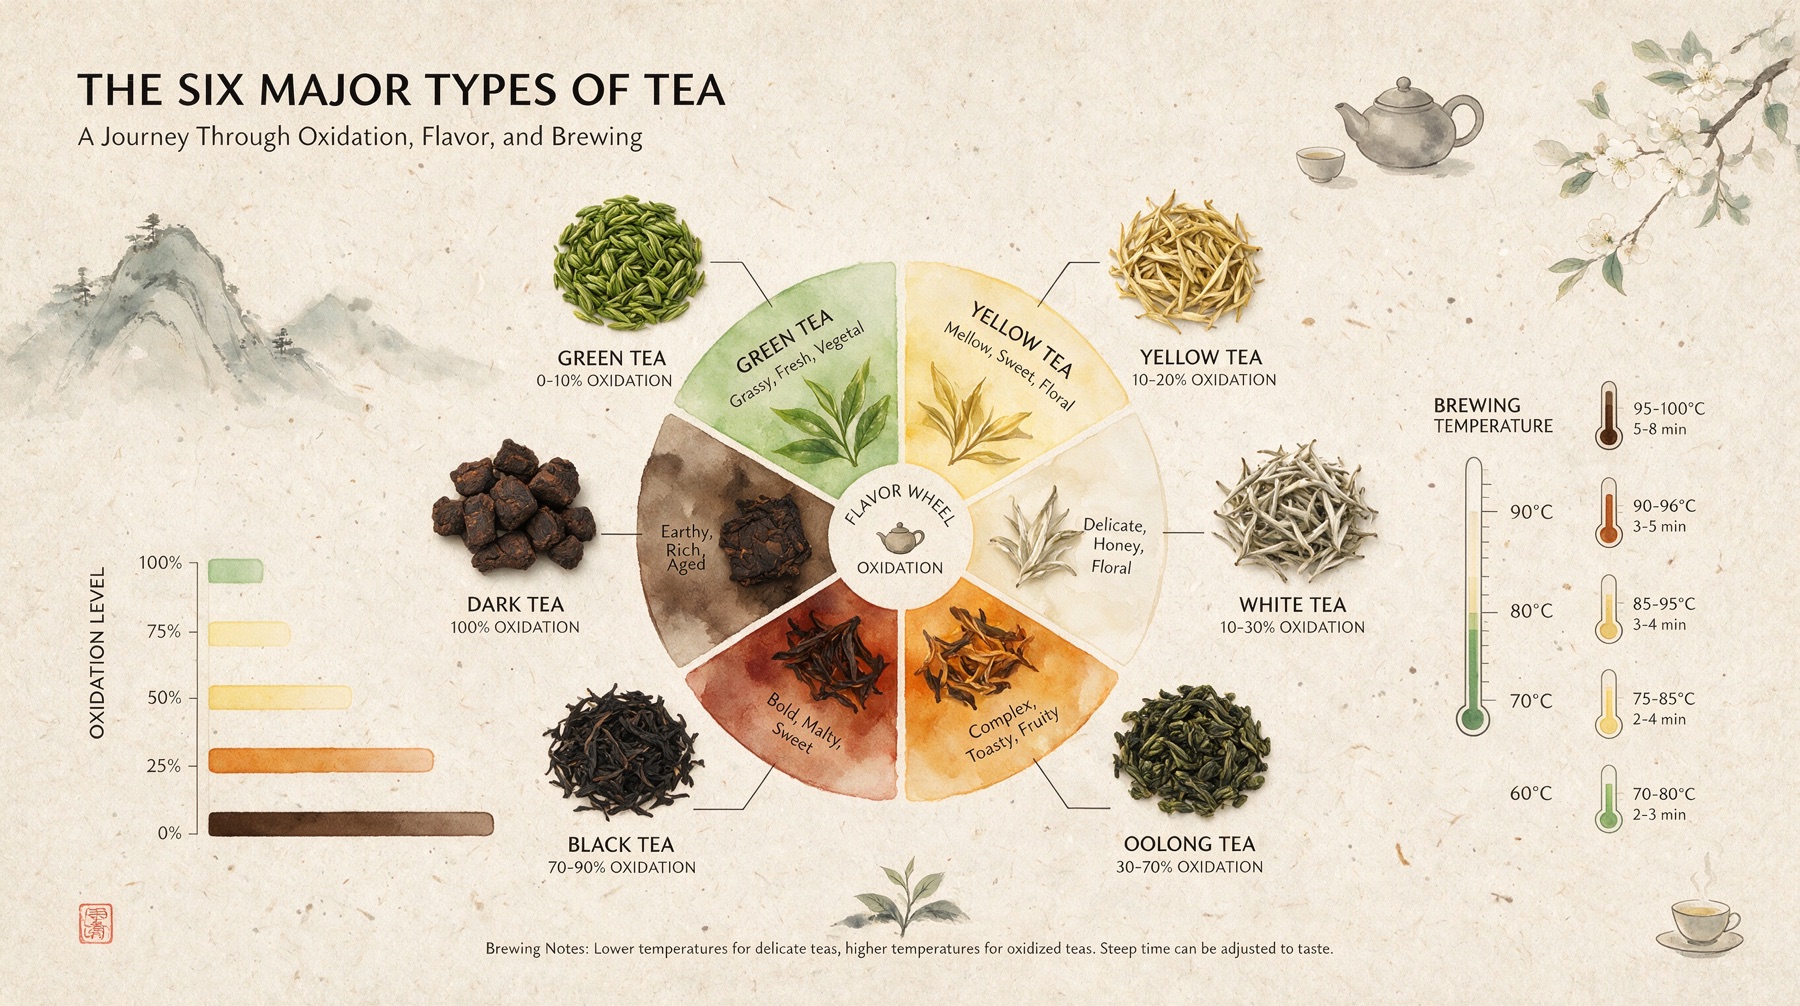 THE SIX MAJOR TYPES OF TEA
A Journey Through Oxidation, Flavor, and Brewing
GREEN TEA
0-10% OXIDATION
YELLOW TEA
10-20% OXIDATION
GREEN TEA
Grassy, Fresh, Vegetal
YELLOW TEA
Mellow, Sweet, Floral
Earthy,
Rich,
Aged
FLAVOR WHEEL
OXIDATION
Delicate,
Honey,
Floral
Bold, Malty,
Sweet
Complex,
Toasty, Fruity
DARK TEA
100% OXIDATION
WHITE TEA
10-30% OXIDATION
BLACK TEA
70-90% OXIDATION
OOLONG TEA
30-70% OXIDATION
OXIDATION LEVEL
100%
75%
50%
25%
0%
BREWING
TEMPERATURE
90°C
80°C
70°C
60°C
95-100°C
5-8 min
90-96°C
3-5 min
85-95°C
3-4 min
75-85°C
2-4 min
70-80°C
2-3 min
Brewing Notes: Lower temperatures for delicate teas, higher temperatures for oxidized teas. Steep time can be adjusted to taste.